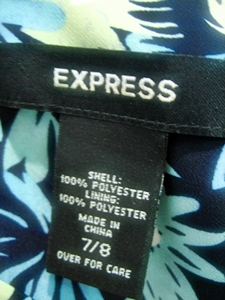 EXPRESS
SHELL:
100% POLYESTER
LINING:
100% POLYESTER
MADE IN
CHINA
7/8
OVER FOR CARE